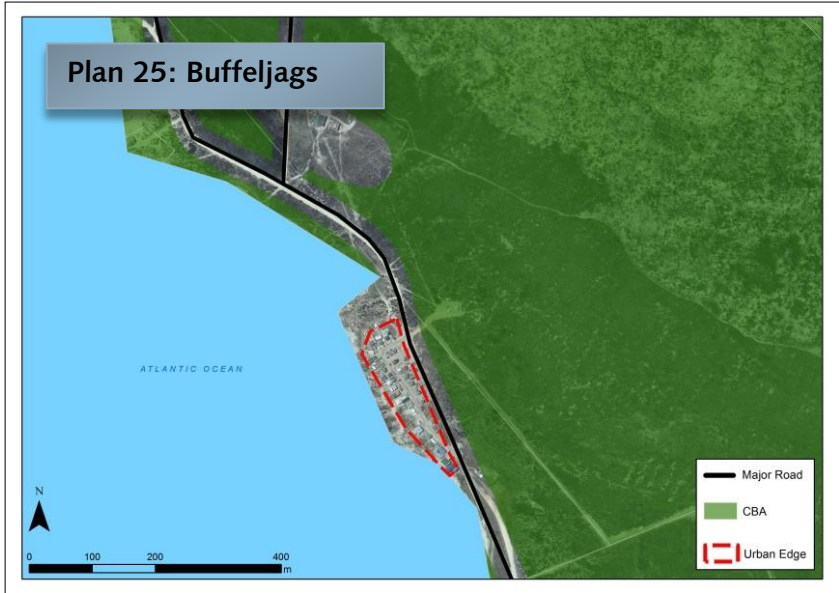 Plan 25: Buffeljags
ATLANTIC OCEAN
N
0 100 200 400
m
Major Road
CBA
Urban Edge